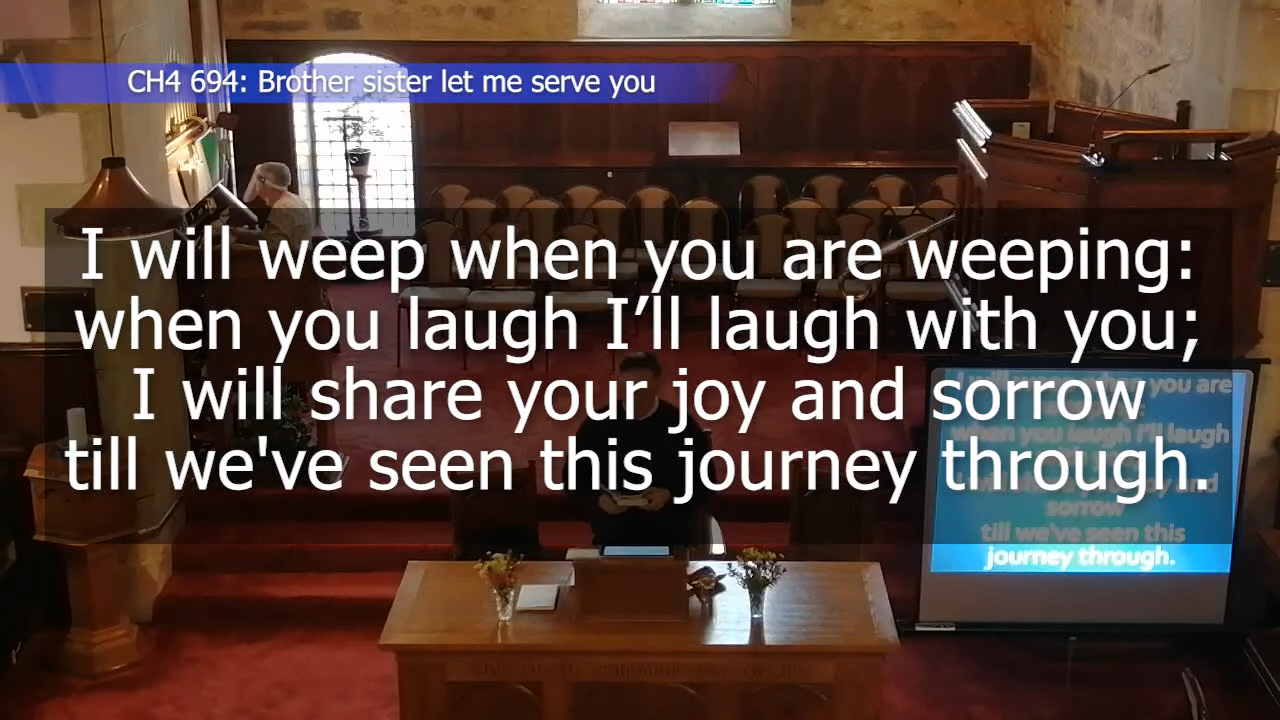 CH4 694: Brother sister let me serve you
I will weep when you are weeping:
when you laugh I’ll laugh with you;
I will share your joy and sorrow
till we've seen this journey through.
you are
when you laugh I'll laugh
and
sorrow
till we've seen this
journey through.